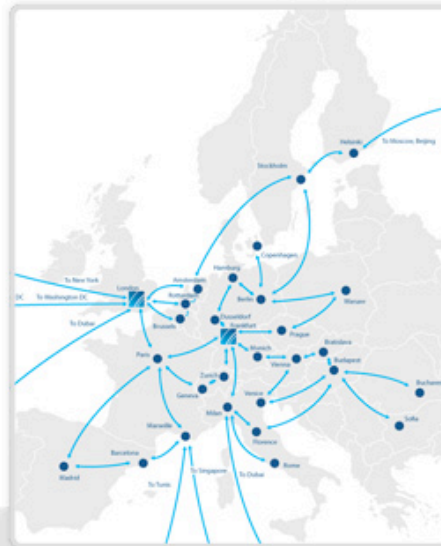 Helsinki
To Moscow, Beijing
Stockholm
Copenhagen
Hamburg
Amsterdam
To New York
London
Rotterdam
Berlin
DC
To Washington DC
Warsaw
Dusseldorf
To Dubai
Brussels
Frankfurt
Prague
Munich
Bratislava
Paris
Vienna
Budapest
Zurich
Geneva
Venice
Buchare
Milan
Sofia
Marseille
Florence
Barcelona
To Singapore
Rome
Madrid
To Dubai
To Tunis